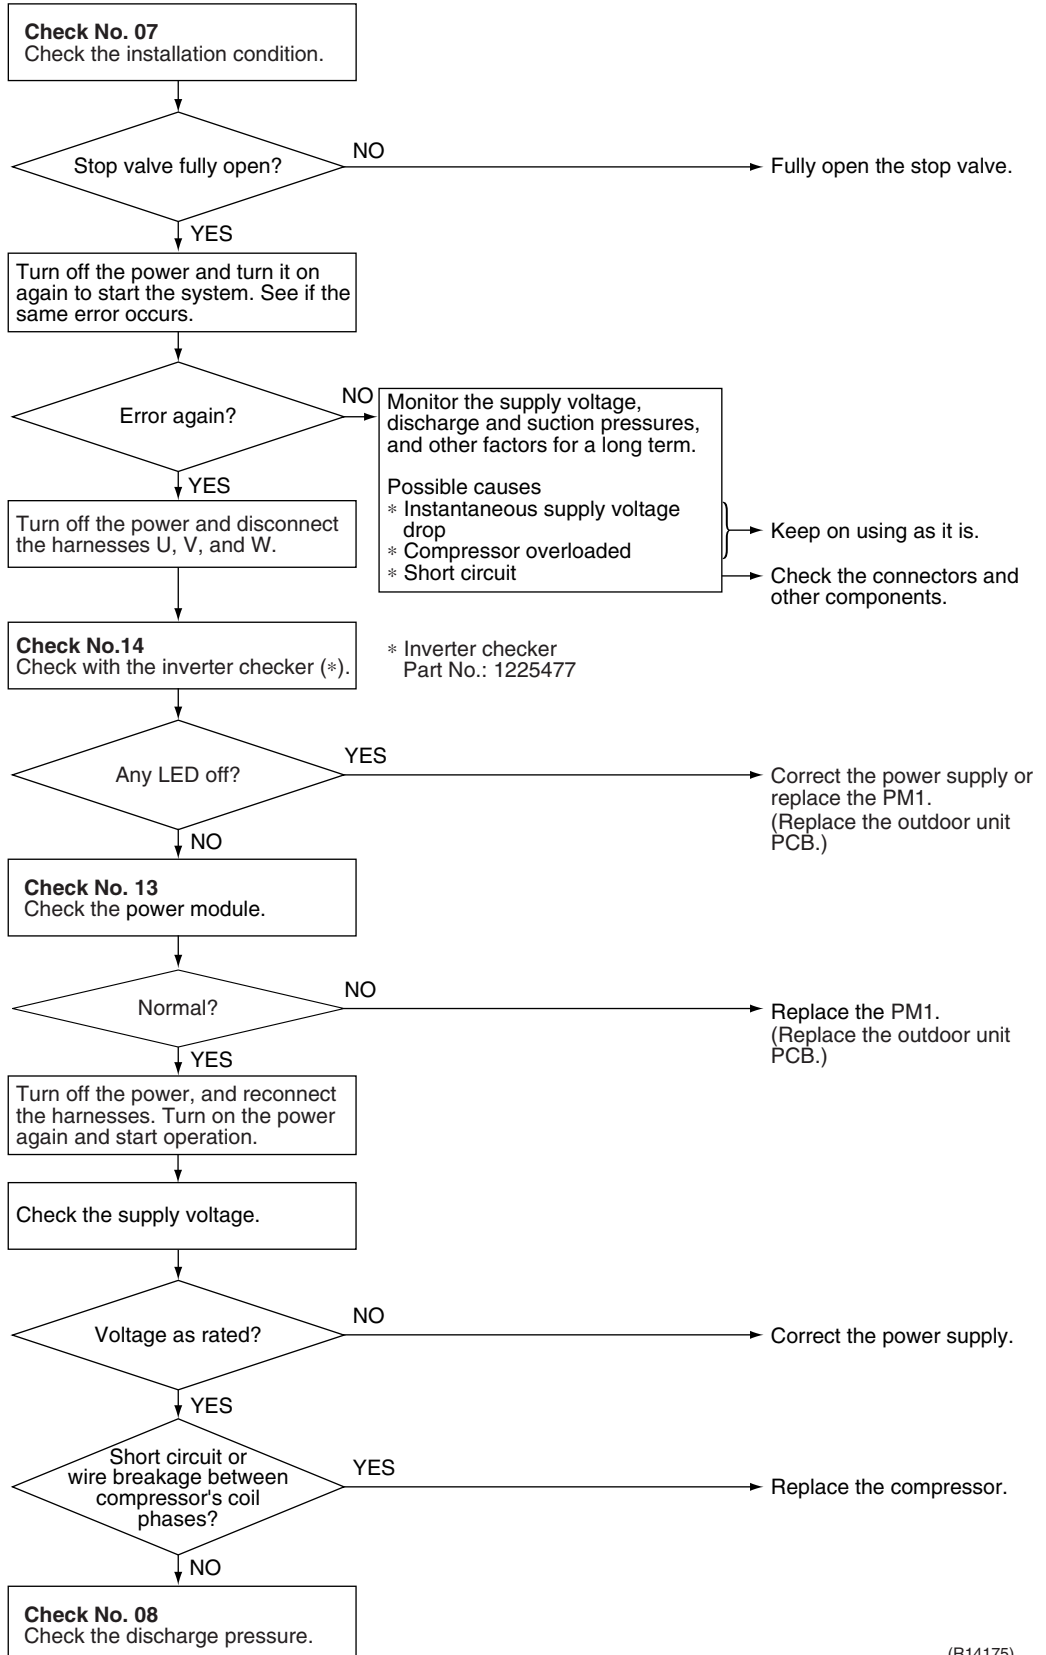 Check No. 07
Check the installation condition.
Stop valve fully open?
NO
Fully open the stop valve.
YES
Turn off the power and turn it on
again to start the system. See if the
same error occurs.
Error again?
NO
Monitor the supply voltage,
discharge and suction pressures,
and other factors for a long term.
Possible causes
* Instantaneous supply voltage
drop
* Compressor overloaded
* Short circuit
Keep on using as it is.
Check the connectors and
other components.
YES
Turn off the power and disconnect
the harnesses U, V, and W.
Check No.14
Check with the inverter checker (*).
* Inverter checker
Part No.: 1225477
Any LED off?
YES
Correct the power supply or
replace the PM1.
(Replace the outdoor unit
PCB.)
NO
Check No. 13
Check the power module.
Normal?
NO
Replace the PM1.
(Replace the outdoor unit
PCB.)
YES
Turn off the power, and reconnect
the harnesses. Turn on the power
again and start operation.
Check the supply voltage.
Voltage as rated?
NO
Correct the power supply.
YES
Short circuit or
wire breakage between
compressor's coil
phases?
YES
Replace the compressor.
NO
Check No. 08
Check the discharge pressure.
(R14175)